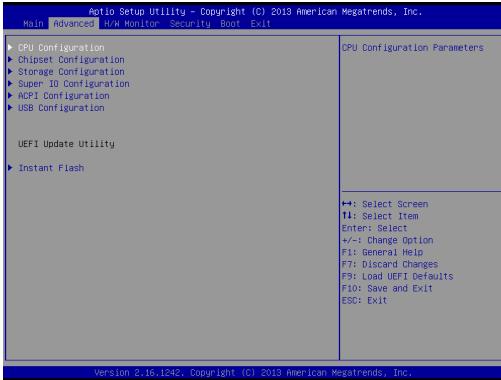 Aptio Setup Utility – Copyright (C) 2013 American Megatrends, Inc.
Main Advanced H/W Monitor Security Boot Exit
▶ CPU Configuration
▶ Chipset Configuration
▶ Storage Configuration
▶ Super IO Configuration
▶ ACPI Configuration
▶ USB Configuration
UEFI Update Utility
▶ Instant Flash
CPU Configuration Parameters
↔: Select Screen
↑↓: Select Item
Enter: Select
+/-: Change Option
F1: General Help
F7: Discard Changes
F9: Load UEFI Defaults
F10: Save and Exit
ESC: Exit
Version 2.16.1242. Copyright (C) 2013 American Megatrends, Inc.